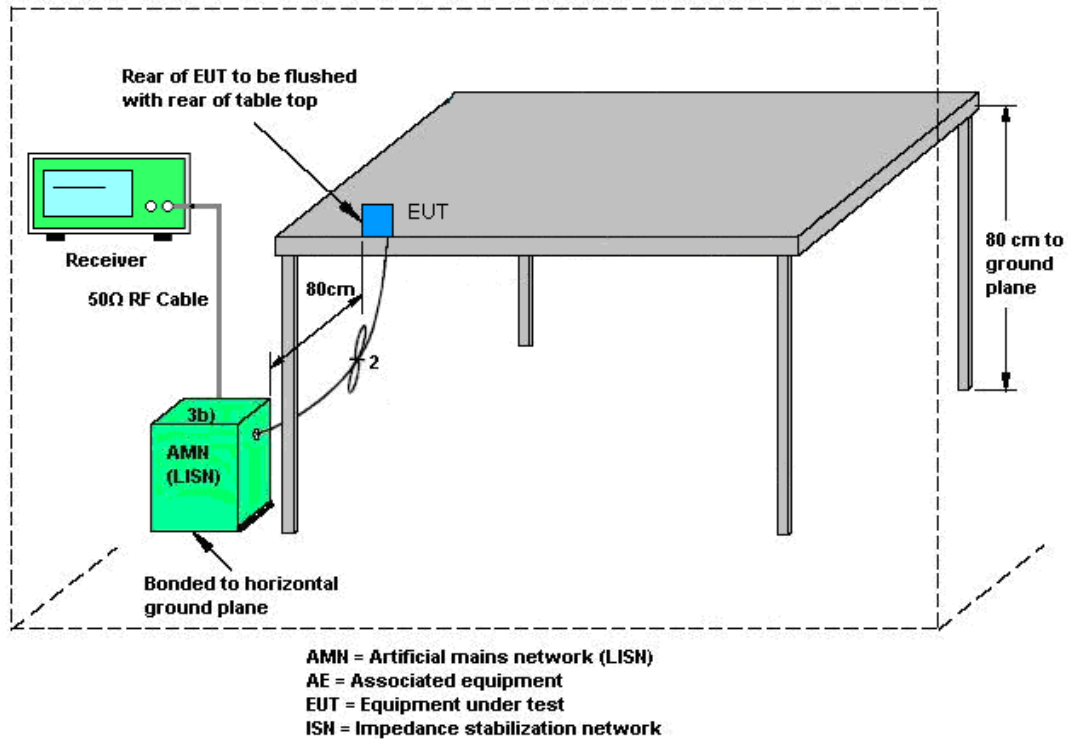 Rear of EUT to be flushed
with rear of table top
EUT
Receiver
50Ω RF Cable
80cm
80 cm to
ground
plane
2
3b)
AMN
(LISN)
Bonded to horizontal
ground plane
AMN = Artificial mains network (LISN)
AE = Associated equipment
EUT = Equipment under test
ISN = Impedance stabilization network